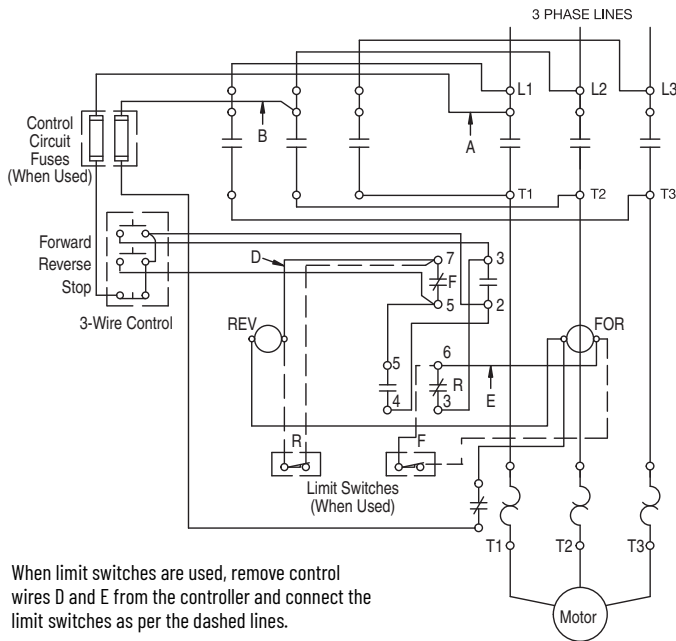 3 PHASE LINES
L1
L2
L3
B
A
Control
Circuit
Fuses
(When Used)
T1
T2
T3
Forward
Reverse
Stop
3-Wire Control
D
7
3
F
5
2
REV
FOR
5
6
R
4
3
E
R
F
Limit Switches
(When Used)
T1
T2
T3
Motor
When limit switches are used, remove control
wires D and E from the controller and connect the
limit switches as per the dashed lines.